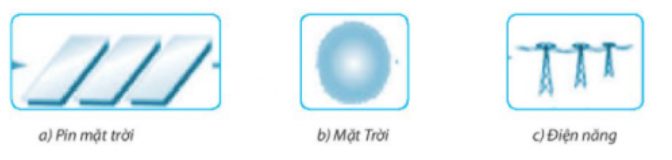 a) Pin mặt trời
b) Mặt Trời
c) Điện năng